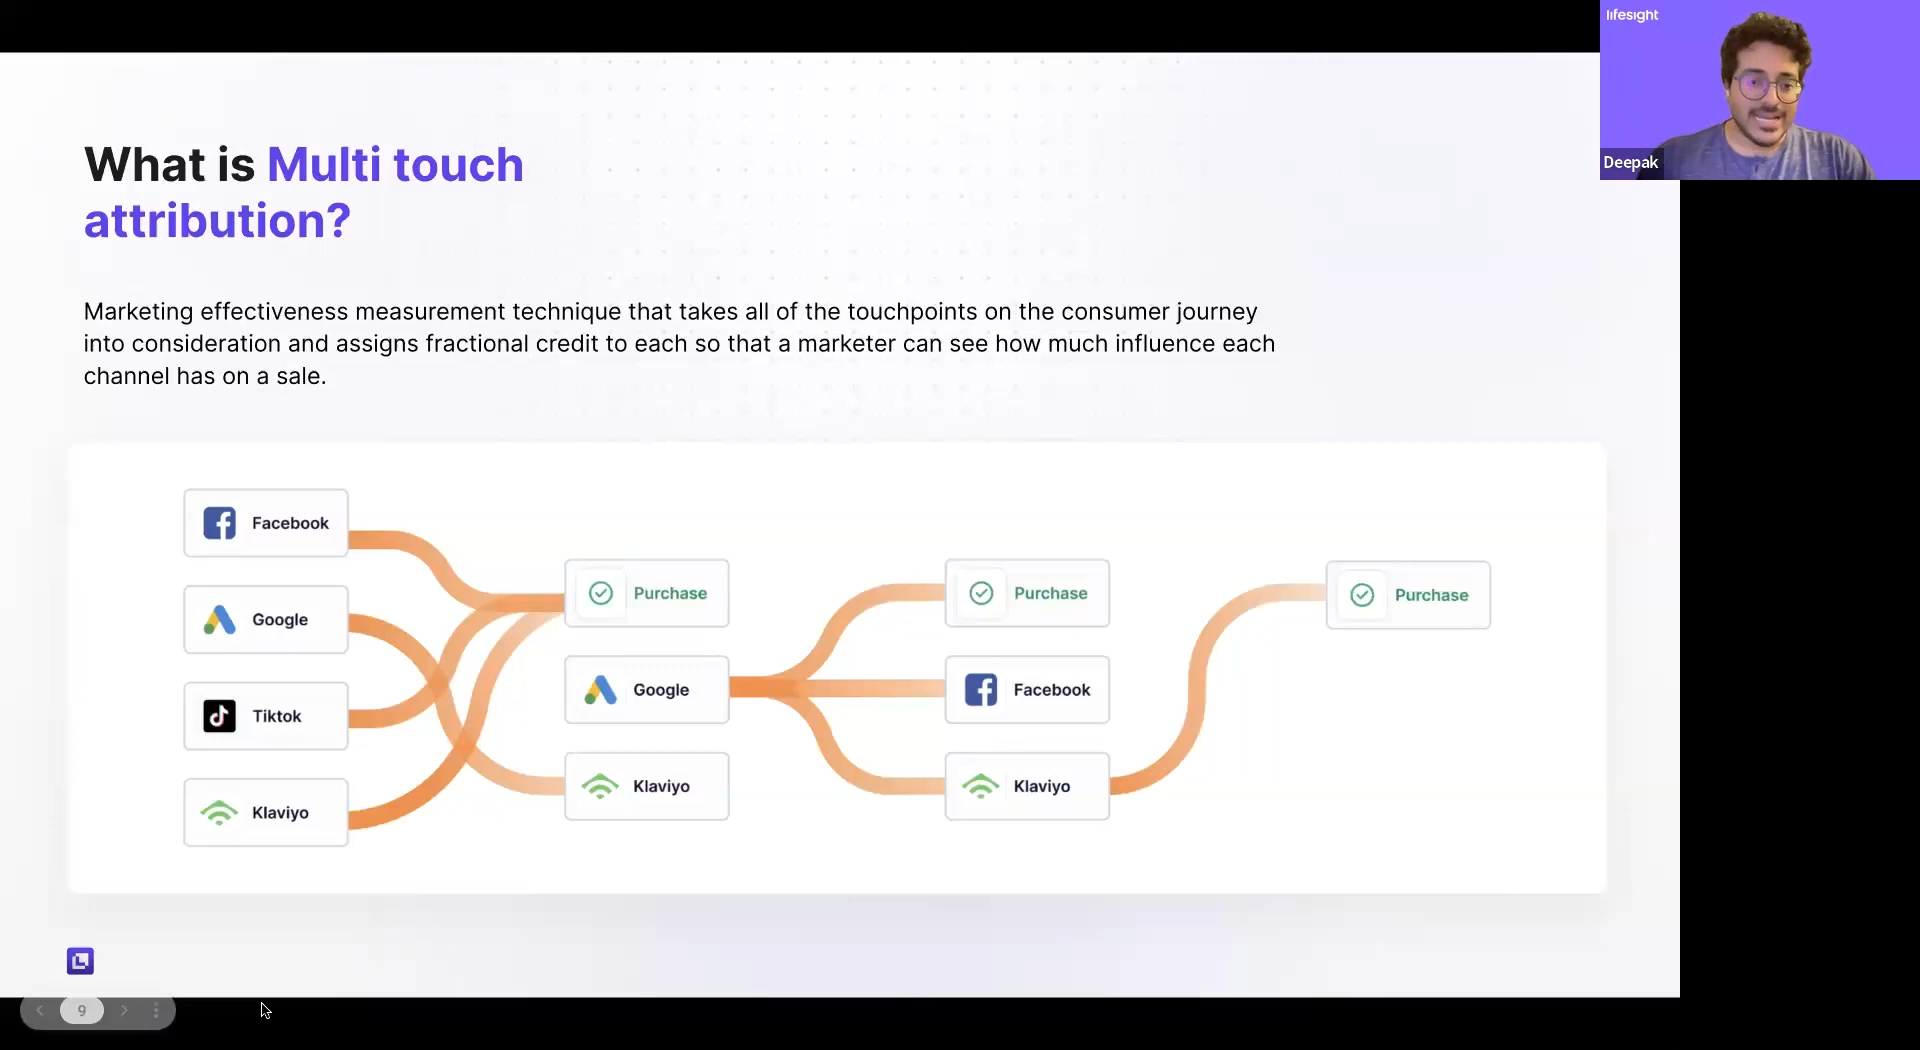 lifesight
Deepak
What is Multi touch
attribution?
Marketing effectiveness measurement technique that takes all of the touchpoints on the consumer journey
into consideration and assigns fractional credit to each so that a marketer can see how much influence each
channel has on a sale.
Facebook
Google
Tiktok
Klaviyo
Purchase
Google
Klaviyo
Purchase
Facebook
Klaviyo
Purchase
9